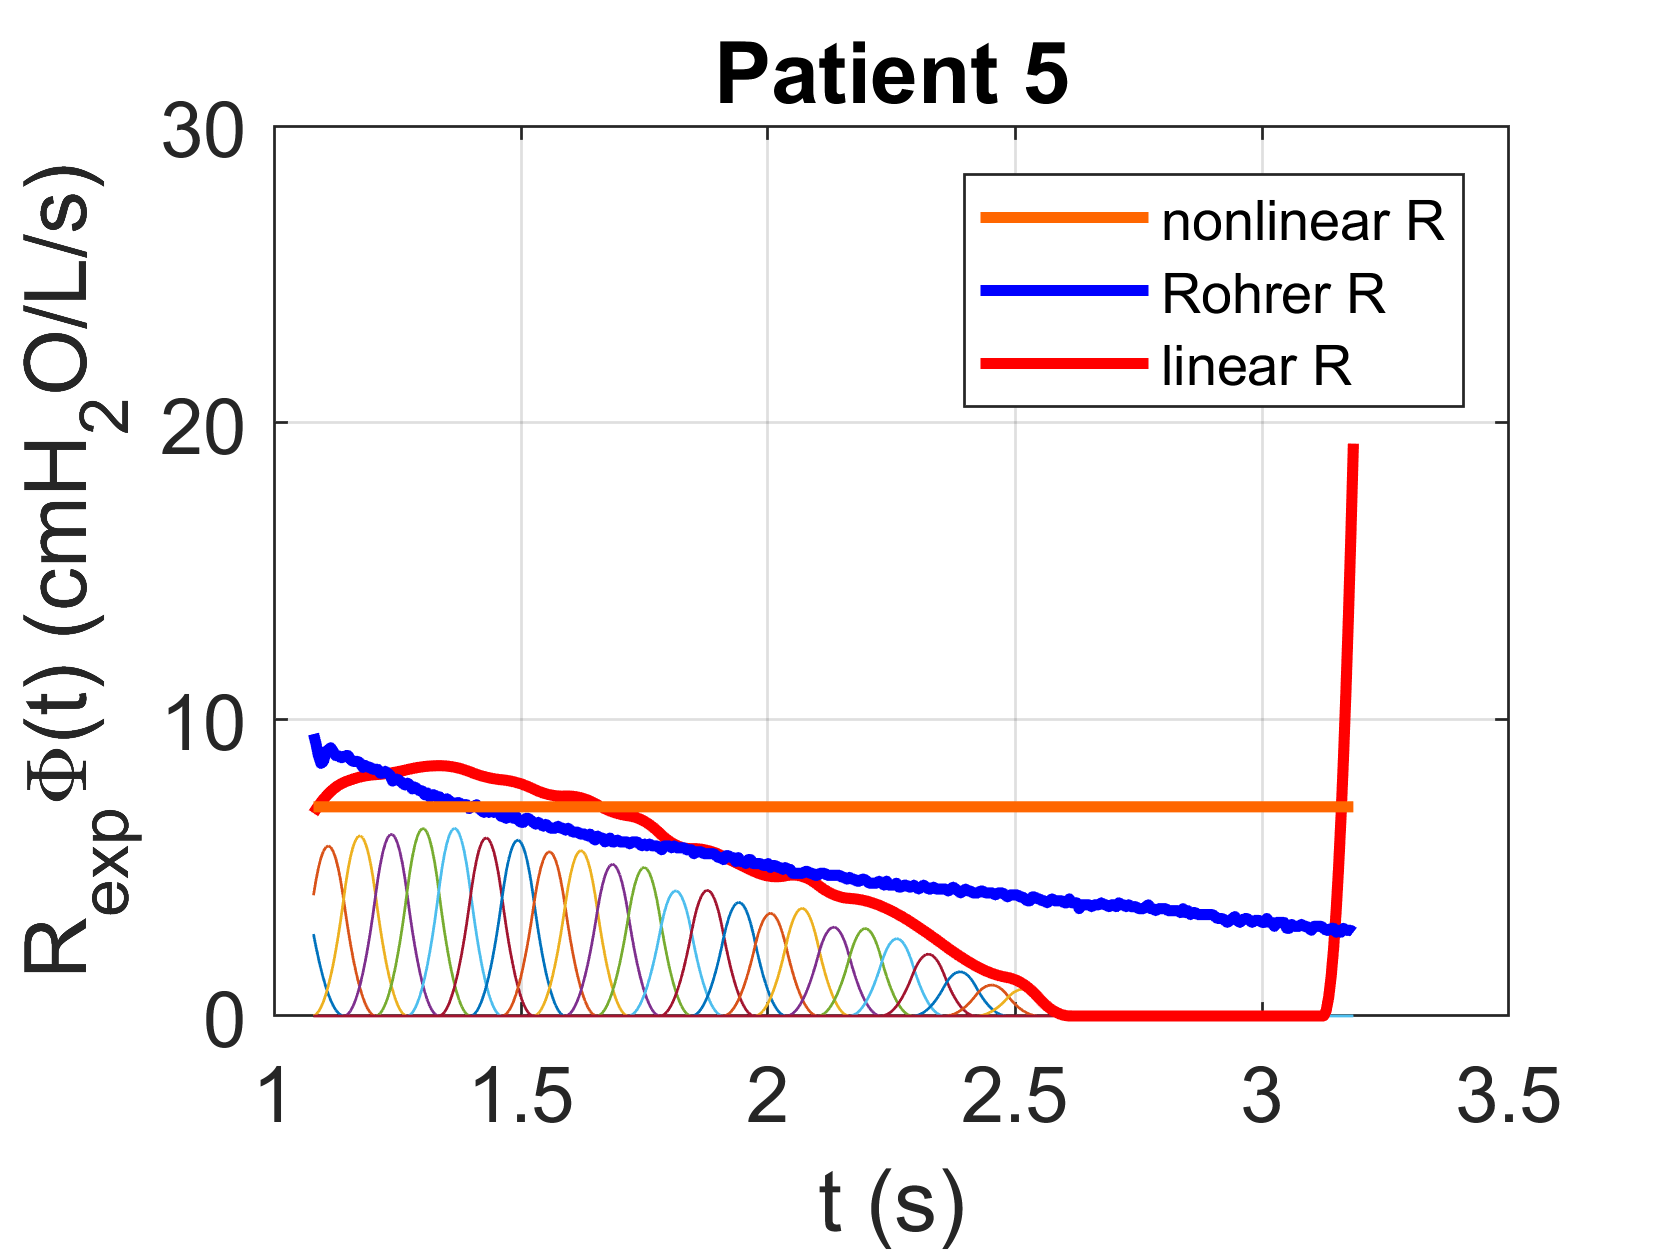 Patient 5
R_exp Φ(t) (cmH_2O/L/s)
30
20
10
0
nonlinear R
Rohrer R
linear R
1 1.5 2 2.5 3 3.5
t (s)